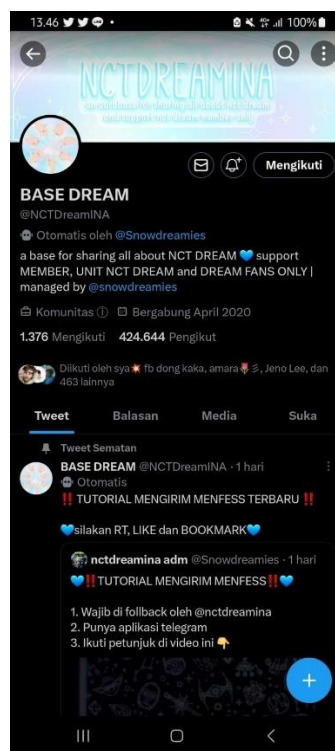 13.46
100%
NCTDREAMINA
Mengikuti
BASE DREAM
@NCTDreamINA
Otomatis oleh @Snowdreamies
a base for sharing all about NCT DREAM 💙 support
MEMBER, UNIT NCT DREAM and DREAM FANS ONLY |
managed by @snowdreamies
Komunitas Bergabung April 2020
1.376 Mengikuti 424.644 Pengikut
Diikuti oleh sya💥 fb dong kaka, amara🌷彡, Jeno Lee, dan
463 lainnya
Tweet Balasan Media Suka
Tweet Sematan
BASE DREAM @NCTDreamINA · 1 hari
Otomatis
‼️ TUTORIAL MENGIRIM MENFESS TERBARU ‼️
💙silakan RT, LIKE dan BOOKMARK💙
nctdreamina adm @Snowdreamies · 1 hari
💙‼️TUTORIAL MENGIRIM MENFESS‼️💙
1. Wajib di follback oleh @nctdreamina
2. Punya aplikasi telegram
3. Ikuti petunjuk di video ini 👇